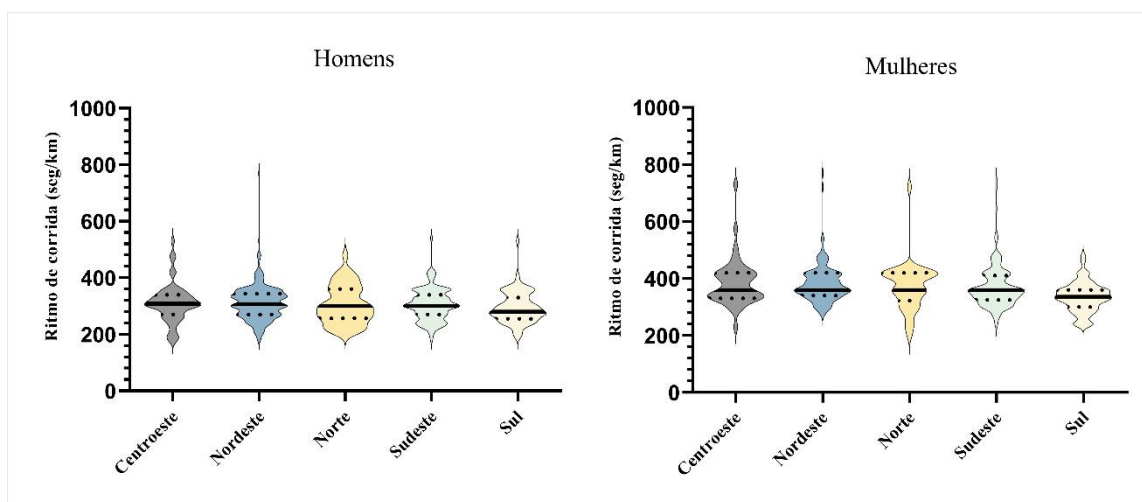 Homens
Ritmo de corrida (seg/km)
1000
800
600
400
200
0
Centroeste
Nordeste
Norte
Sudeste
Sul
Mulheres
Ritmo de corrida (seg/km)
1000
800
600
400
200
0
Centroeste
Nordeste
Norte
Sudeste
Sul